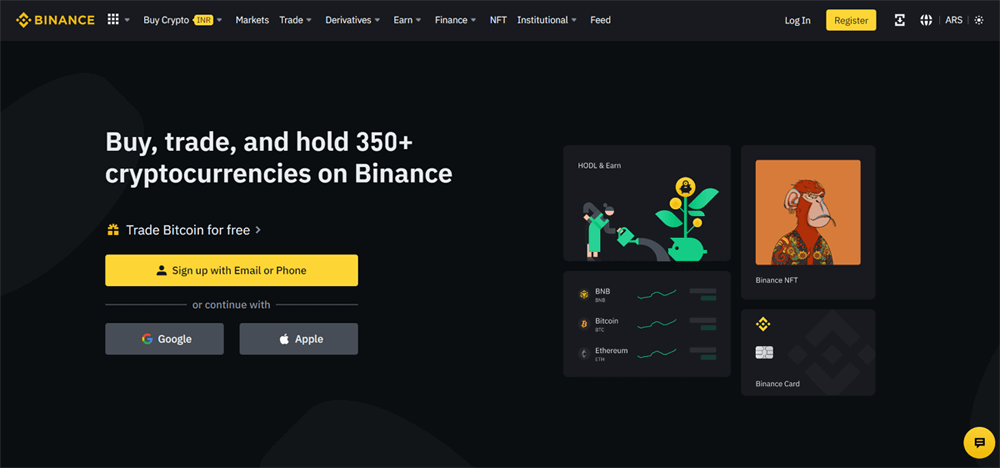 BINANCE
Buy Crypto INR Markets Trade Derivatives Earn Finance NFT Institutional Feed
Log In Register ARS
Buy, trade, and hold 350+
cryptocurrencies on Binance
Trade Bitcoin for free
Sign up with Email or Phone
or continue with
Google Apple
HODL & Earn
Binance NFT
BNB
BNB
Bitcoin
BTC
Ethereum
ETH
Binance Card